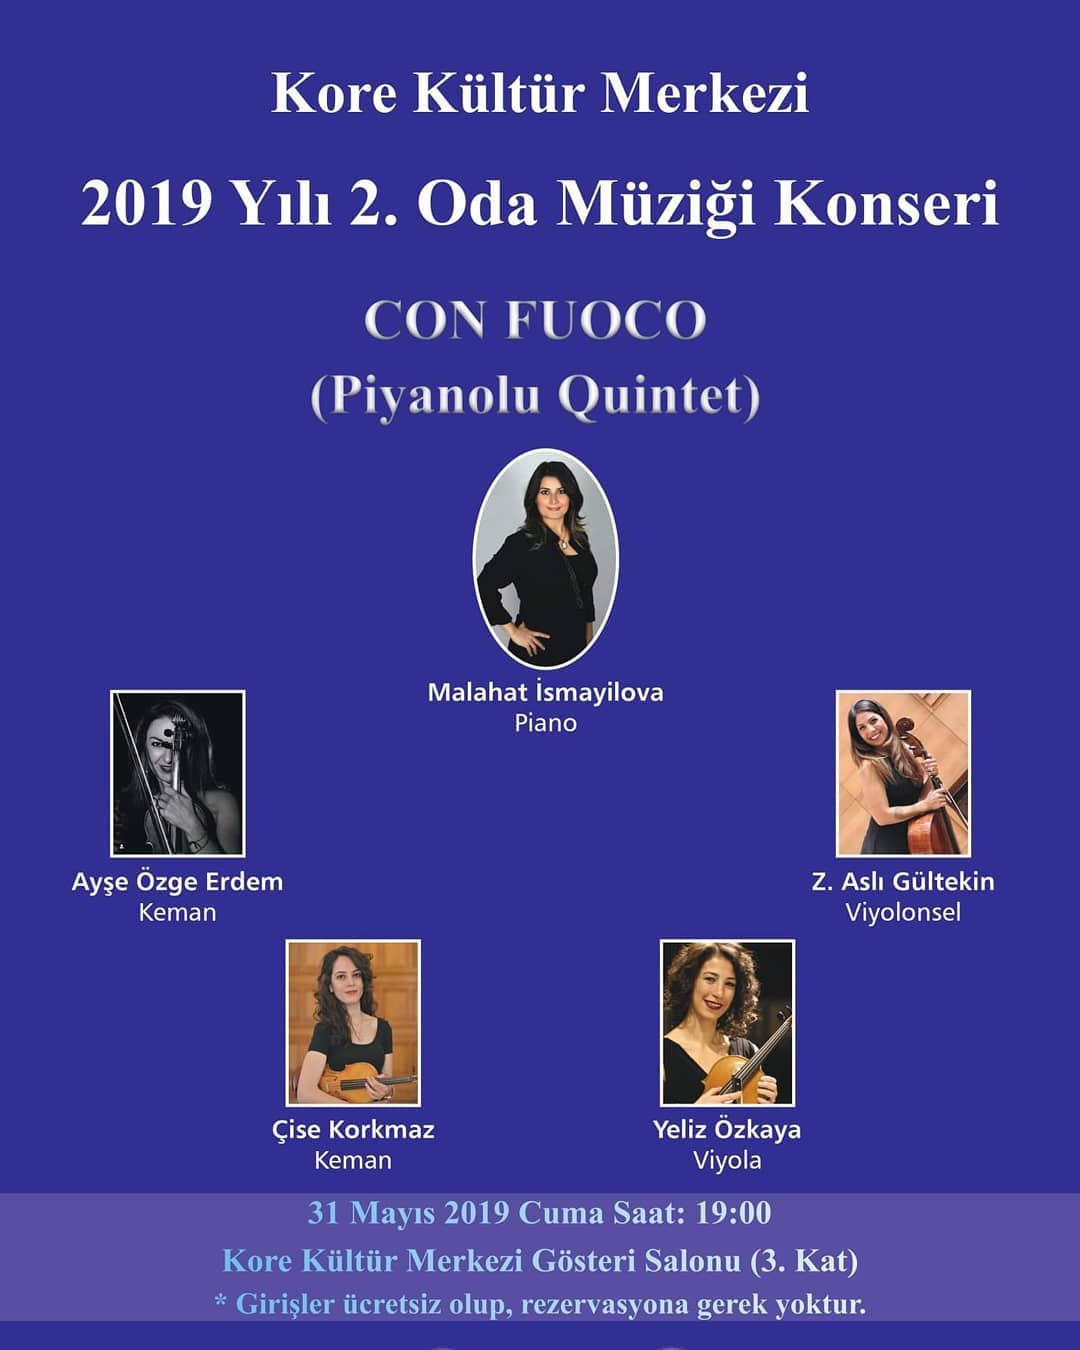 Kore Kültür Merkezi
2019 Yılı 2. Oda Müziği Konseri
CON FUOCO
(Piyanolu Quintet)
Malahat İsmayilova
Piano
Ayşe Özge Erdem
Keman
Z. Aslı Gültekin
Viyolonsel
Çise Korkmaz
Keman
Yeliz Özkaya
Viyola
31 Mayıs 2019 Cuma Saat: 19:00
Kore Kültür Merkezi Gösteri Salonu (3. Kat)
* Girişler ücretsiz olup, rezervasyona gerek yoktur.